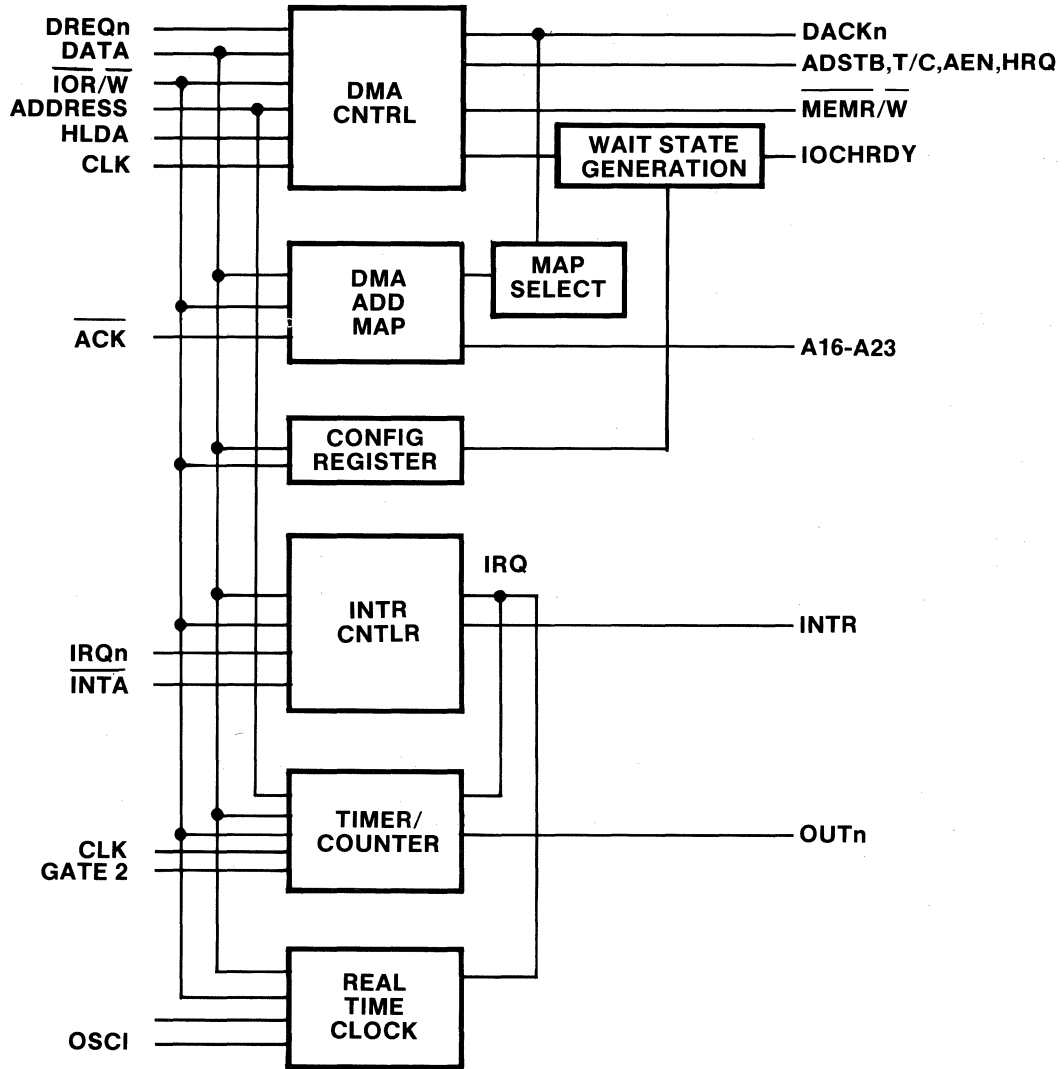 DREQn
DATA
IOR/W
ADDRESS
HLDA
CLK
DMA
CNTRL
DACKn
ADSTB,T/C,AEN,HRQ
MEMR/W
WAIT STATE
GENERATION
IOCHRDY
DMA
ADD
MAP
MAP
SELECT
ACK
A16-A23
CONFIG
REGISTER
IRQ
INTR
CNTLR
INTR
IRQn
INTA
TIMER/
COUNTER
OUTn
CLK
GATE 2
REAL
TIME
CLOCK
OSCI